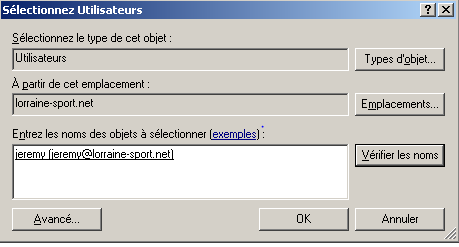 Sélectionnez Utilisateurs
Sélectionnez le type de cet objet :
Utilisateurs
Types d'objet...
À partir de cet emplacement :
lorraine-sport.net
Emplacements...
Entrez les noms des objets à sélectionner (exemples) :
jeremy (jeremy@lorraine-sport.net)
Vérifier les noms
Avancé...
OK
Annuler